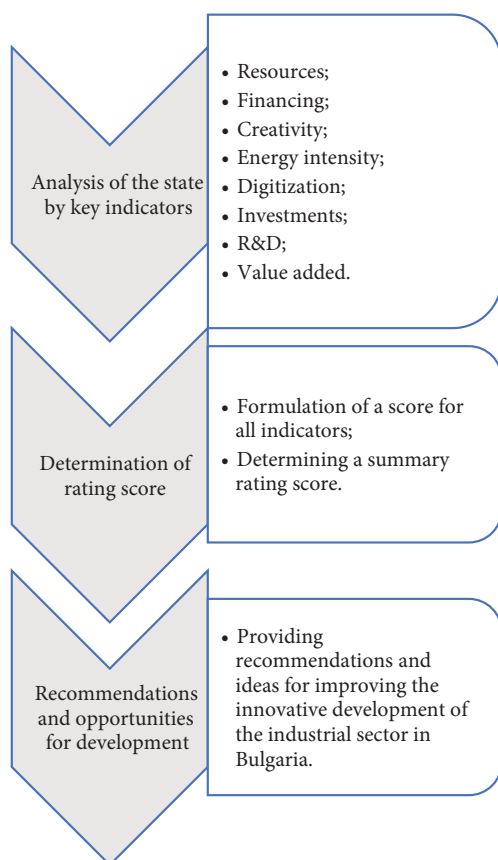 Analysis of the state
by key indicators
• Resources;
• Financing;
• Creativity;
• Energy intensity;
• Digitization;
• Investments;
• R&D;
• Value added.
Determination of
rating score
• Formulation of a score for
all indicators;
• Determining a summary
rating score.
Recommendations
and opportunities
for development
• Providing
recommendations and
ideas for improving the
innovative development of
the industrial sector in
Bulgaria.